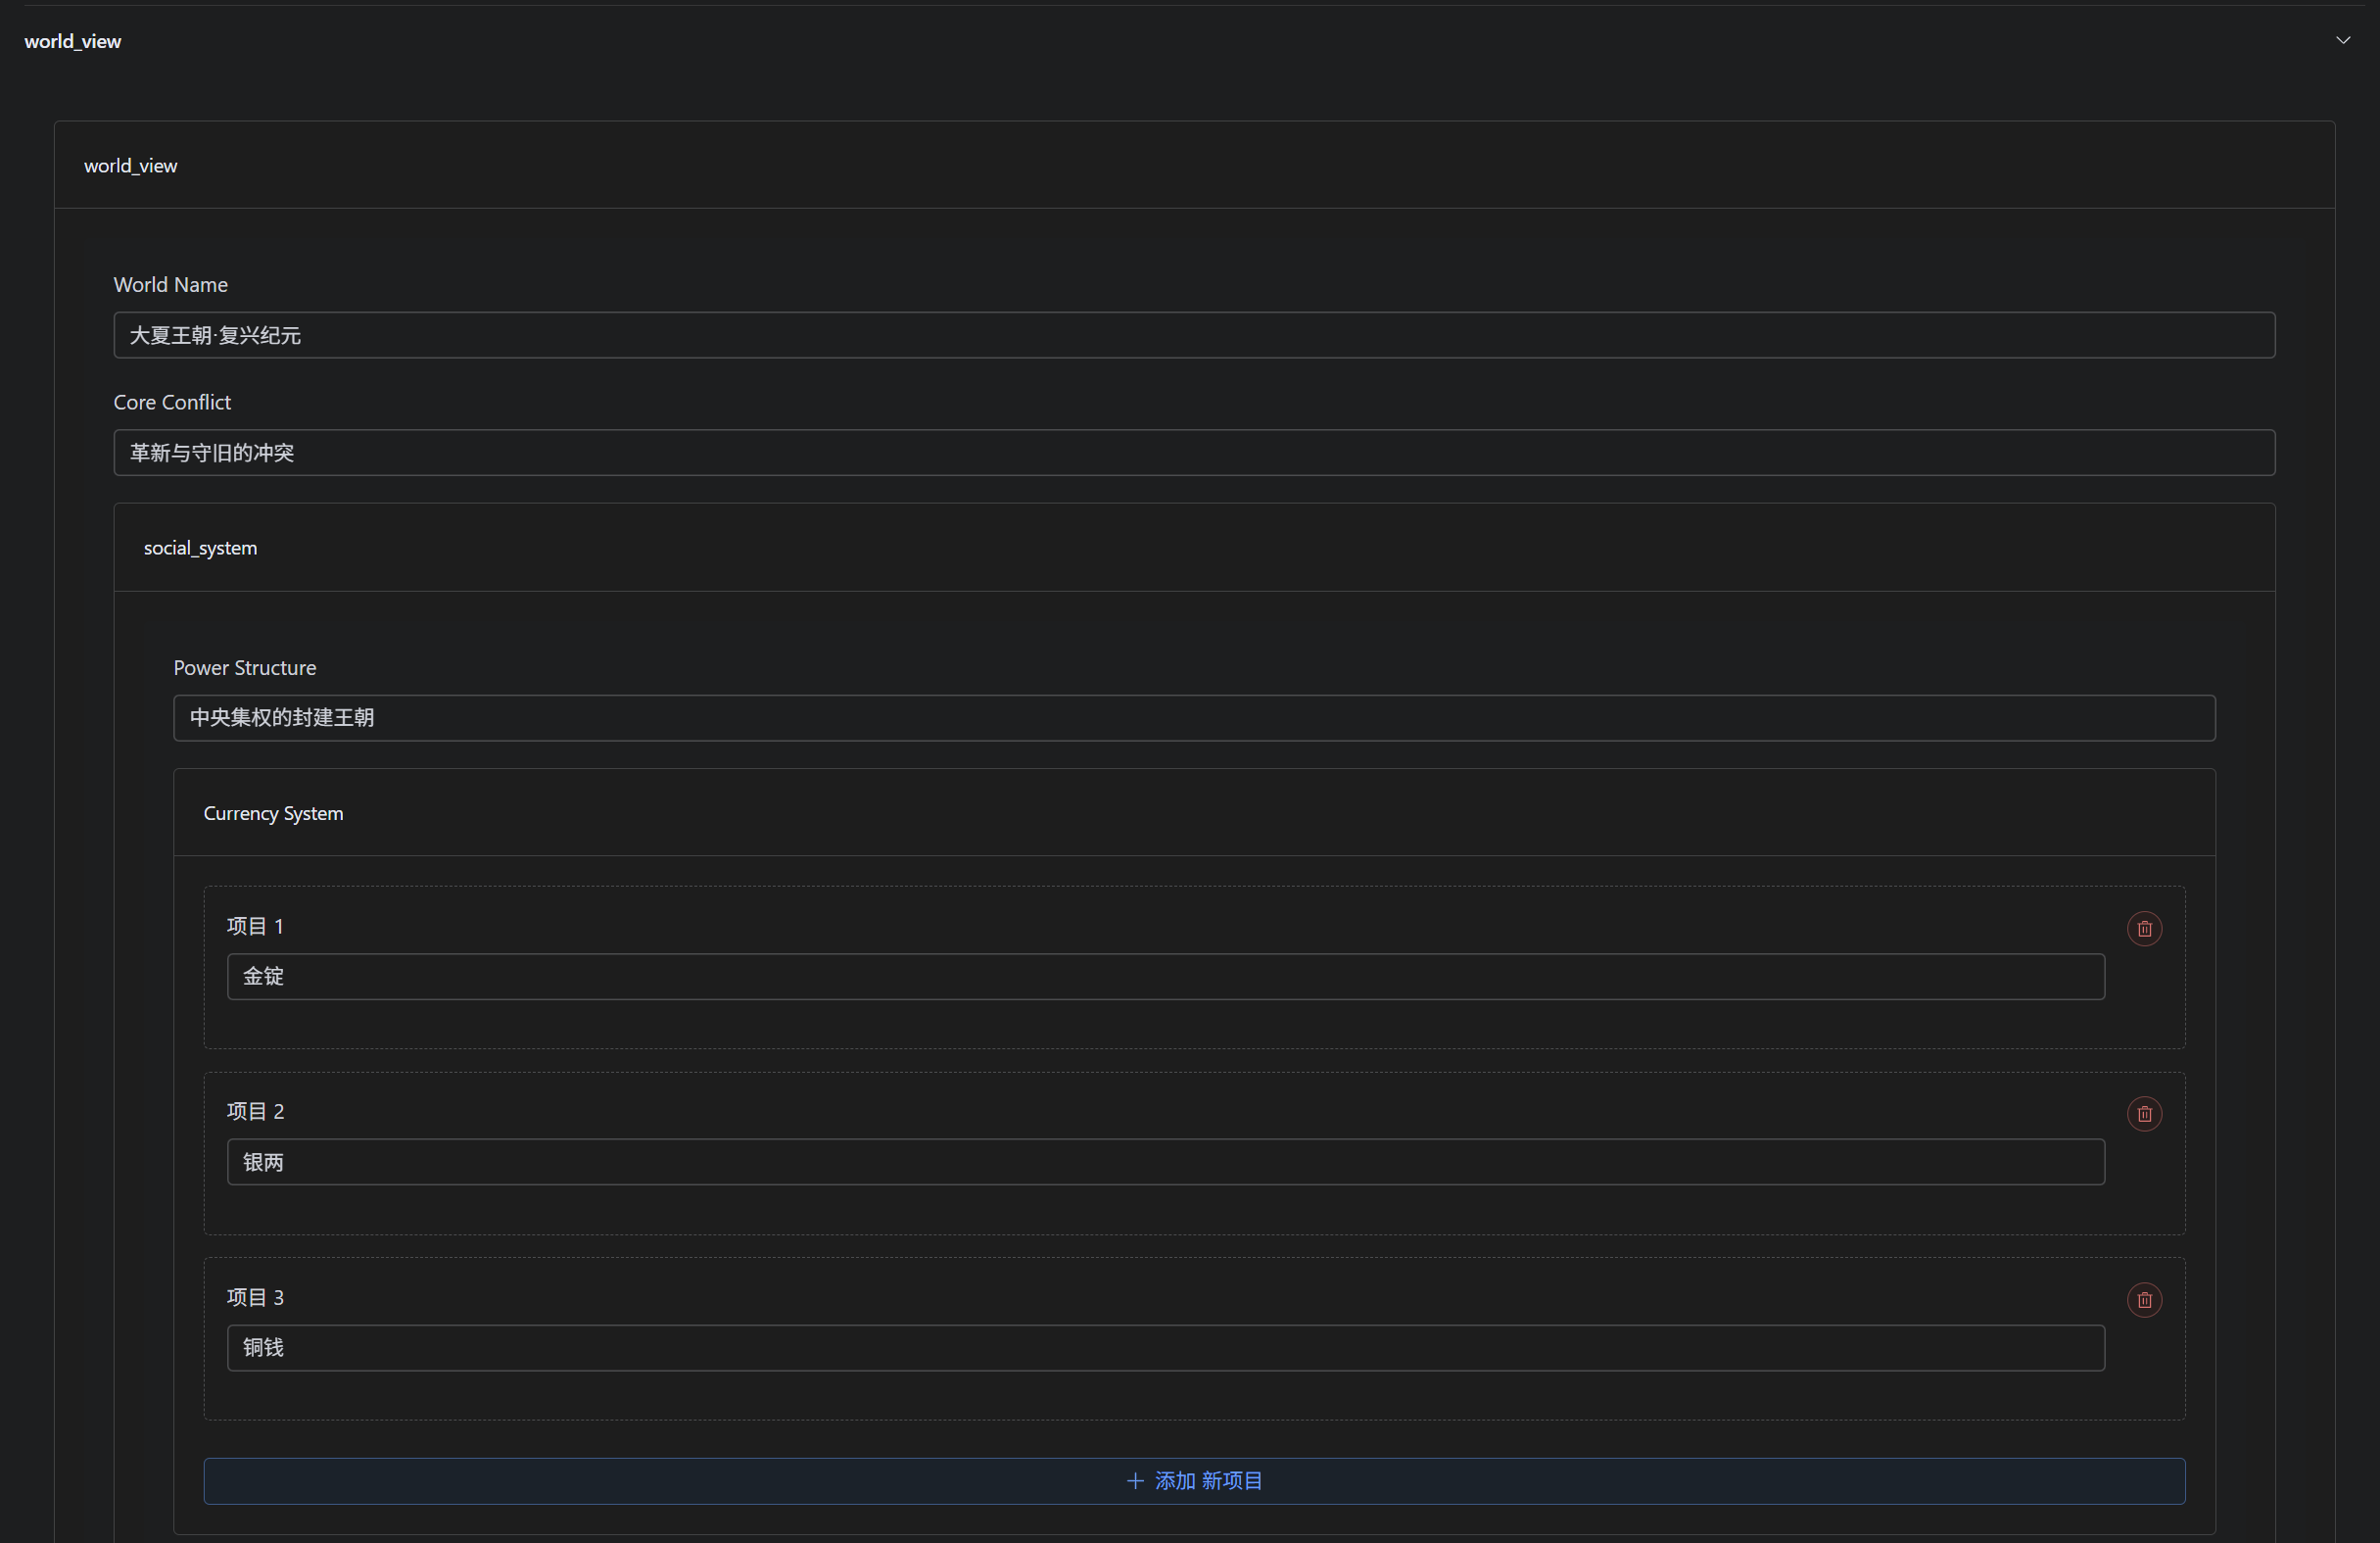 world_view
world_view
World Name
大夏王朝·复兴纪元
Core Conflict
革新与守旧的冲突
social_system
Power Structure
中央集权的封建王朝
Currency System
项目 1
金锭
项目 2
银两
项目 3
铜钱
添加 新项目